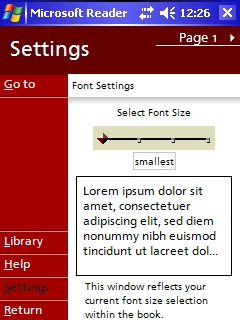 Microsoft Reader 12:26
Settings
Page 1
Go to
Font Settings
Select Font Size
smallest
Lorem ipsum dolor sit
amet, consectetuer
adipiscing elit, sed diem
nonummy nibh euismod
tincidunt ut lacreet dol...
Library
Help
Settings
Return
This window reflects your
current font size selection
within the book.